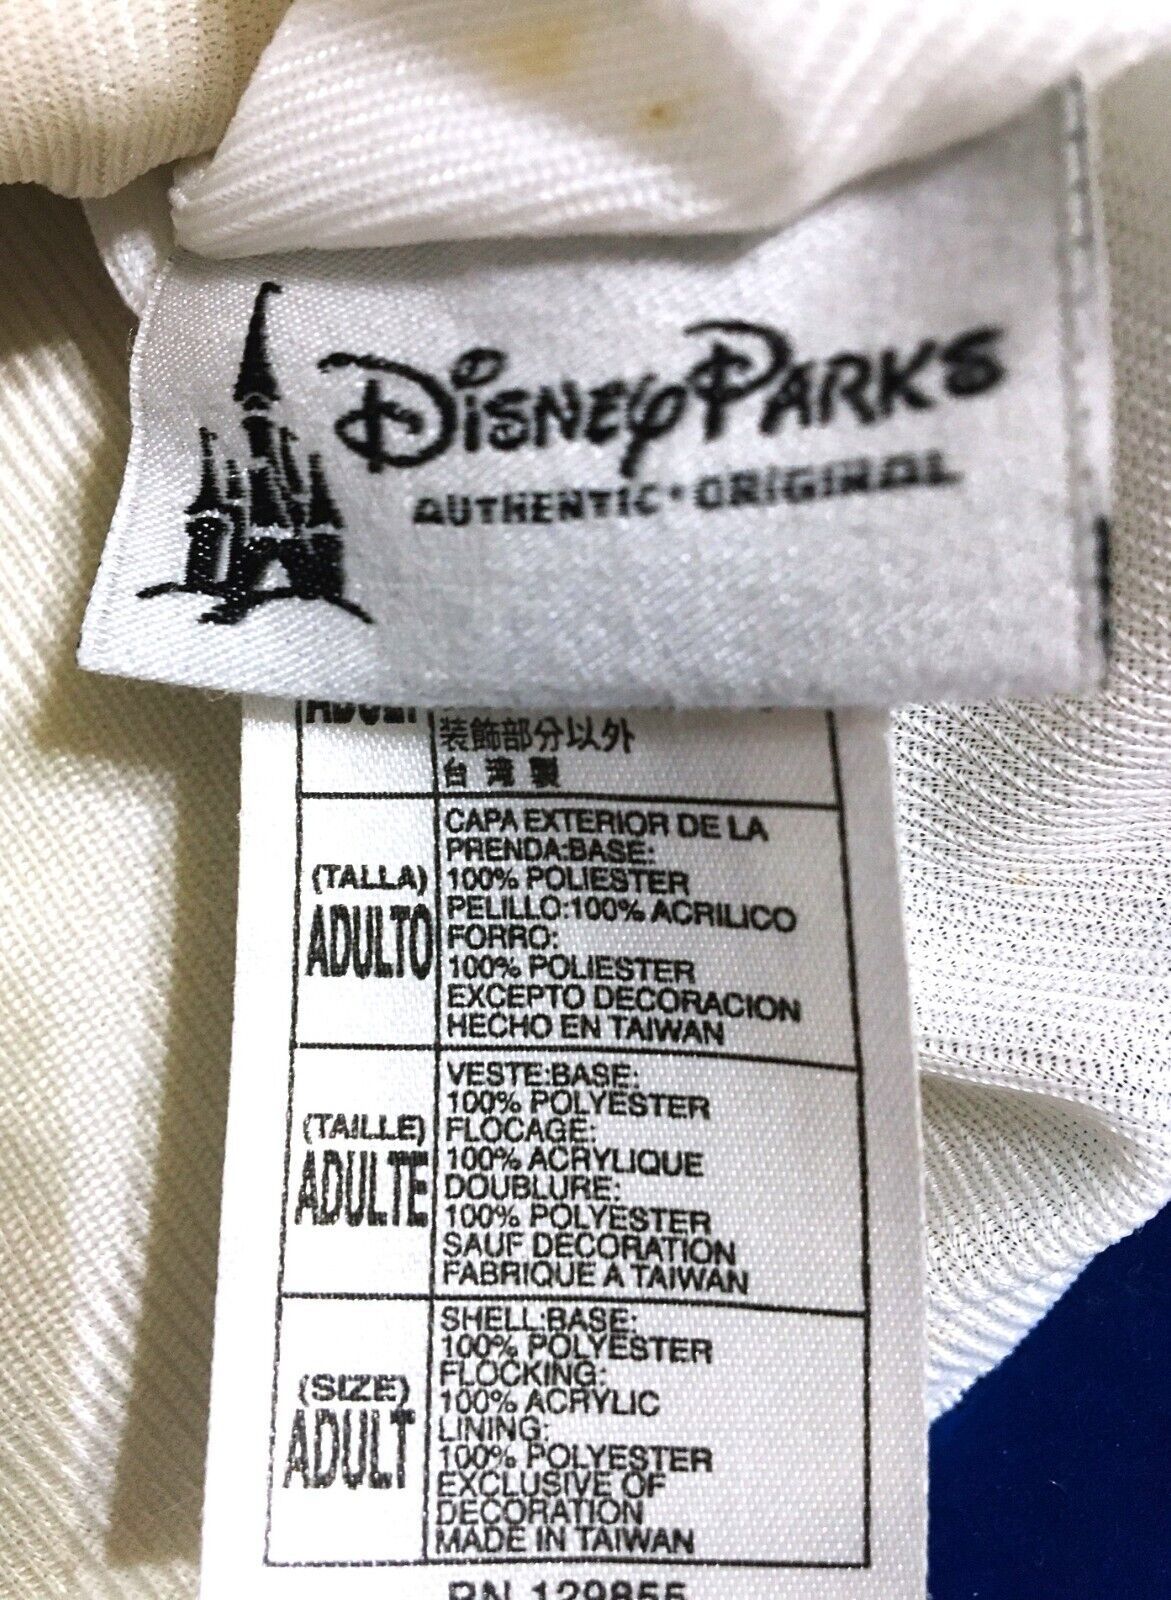 DISNEY PARKS
AUTHENTIC • ORIGINAL
ADULT
装飾部分以外
台湾製
(TALLA)
ADULTO
CAPA EXTERIOR DE LA
PRENDA:BASE:
100% POLIESTER
PELILLO:100% ACRILICO
FORRO:
100% POLIESTER
EXCEPTO DECORACION
HECHO EN TAIWAN
(TAILLE)
ADULTE
VESTE:BASE:
100% POLYESTER
FLOCAGE:
100% ACRYLIQUE
DOUBLURE:
100% POLYESTER
SAUF DECORATION
FABRIQUE A TAIWAN
(SIZE)
ADULT
SHELL:BASE:
100% POLYESTER
FLOCKING:
100% ACRYLIC
LINING:
100% POLYESTER
EXCLUSIVE OF
DECORATION
MADE IN TAIWAN
RN 129855